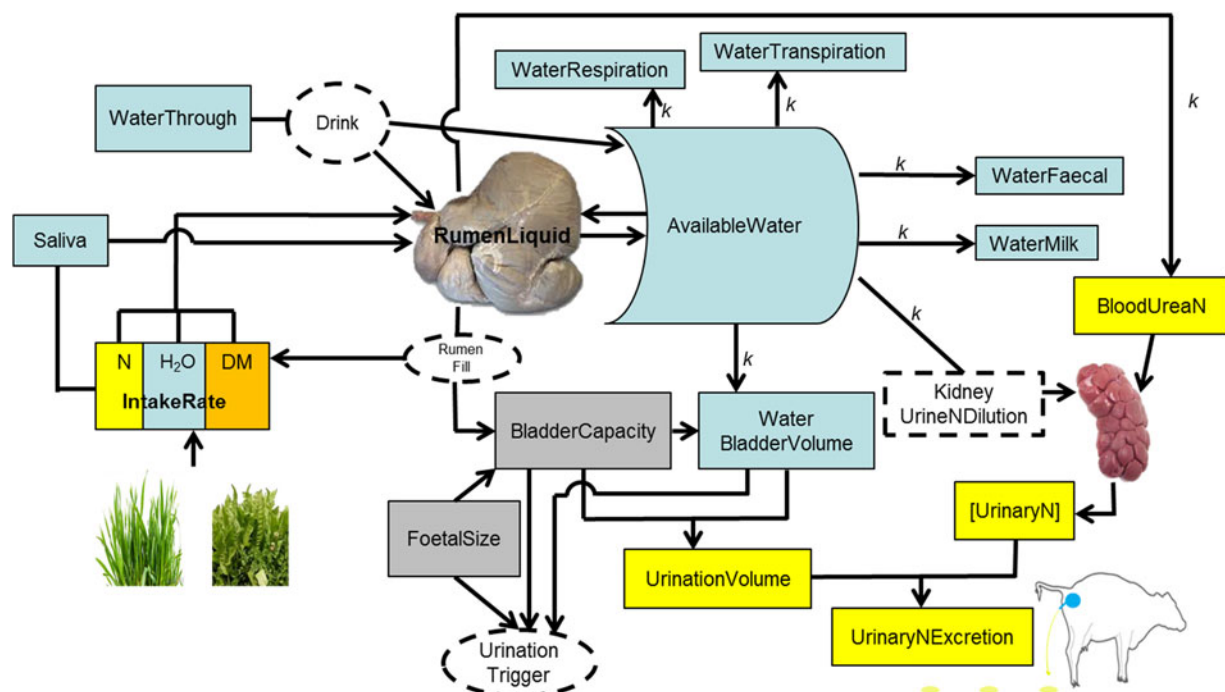 WaterRespiration
WaterTranspiration
k
k
k
WaterThrough
Drink
AvailableWater
k
WaterFaecal
Saliva
RumenLiquid
k
WaterMilk
k
BloodUreaN
N
H₂O
DM
IntakeRate
Rumen
Fill
k
Kidney
UrineNDilution
BladderCapacity
Water
BladderVolume
FoetalSize
[UrinaryN]
UrinationVolume
UrinaryNExcretion
Urination
Trigger